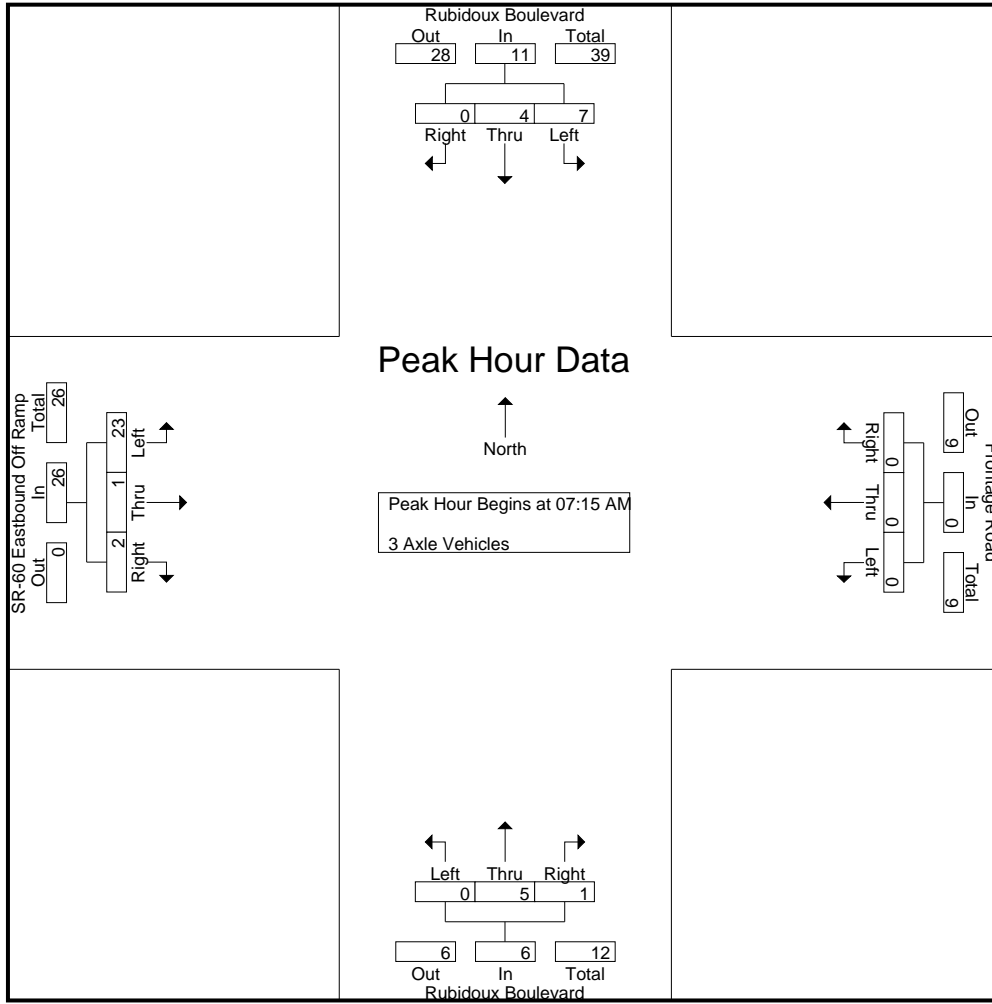 Rubidoux Boulevard
Out In Total
28 11 39
0 4 7
Right Thru Left
Peak Hour Data
North
Peak Hour Begins at 07:15 AM
3 Axle Vehicles
SR-60 Eastbound Off Ramp
Out In Total
0 26 26
23 1 2
Left Thru Right
Frontage Road
Out In Total
9 0 9
0 0 0
Right Thru Left
Left Thru Right
0 5 1
6 6 12
Out In Total
Rubidoux Boulevard